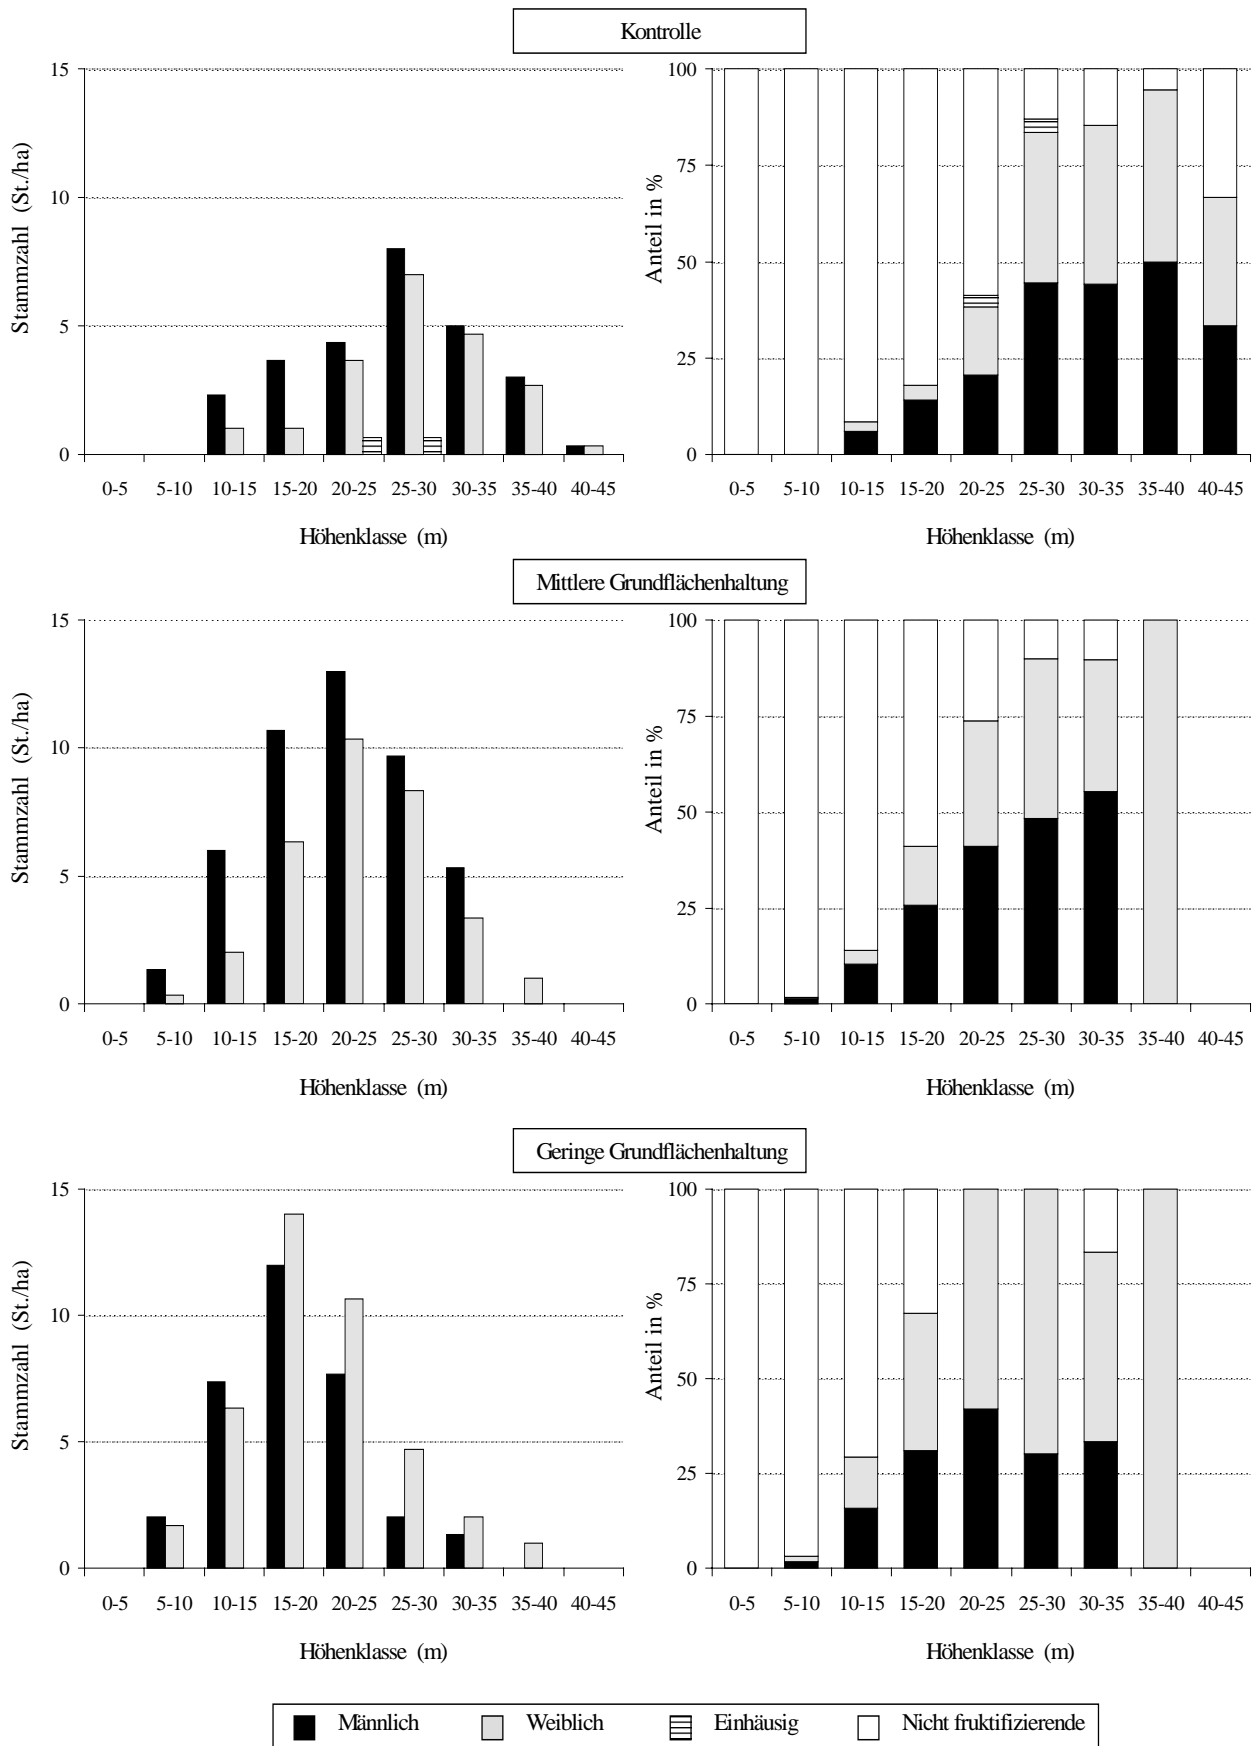 Kontrolle
Stammzahl (St./ha)
15
10
5
0
0-5 5-10 10-15 15-20 20-25 25-30 30-35 35-40 40-45
Höhenklasse (m)
Anteil in %
100
75
50
25
0
0-5 5-10 10-15 15-20 20-25 25-30 30-35 35-40 40-45
Höhenklasse (m)
Mittlere Grundflächenhaltung
Stammzahl (St./ha)
15
10
5
0
0-5 5-10 10-15 15-20 20-25 25-30 30-35 35-40 40-45
Höhenklasse (m)
Anteil in %
100
75
50
25
0
0-5 5-10 10-15 15-20 20-25 25-30 30-35 35-40 40-45
Höhenklasse (m)
Geringe Grundflächenhaltung
Stammzahl (St./ha)
15
10
5
0
0-5 5-10 10-15 15-20 20-25 25-30 30-35 35-40 40-45
Höhenklasse (m)
Anteil in %
100
75
50
25
0
0-5 5-10 10-15 15-20 20-25 25-30 30-35 35-40 40-45
Höhenklasse (m)
Männlich Weiblich Einhäusig Nicht fruktifizierende